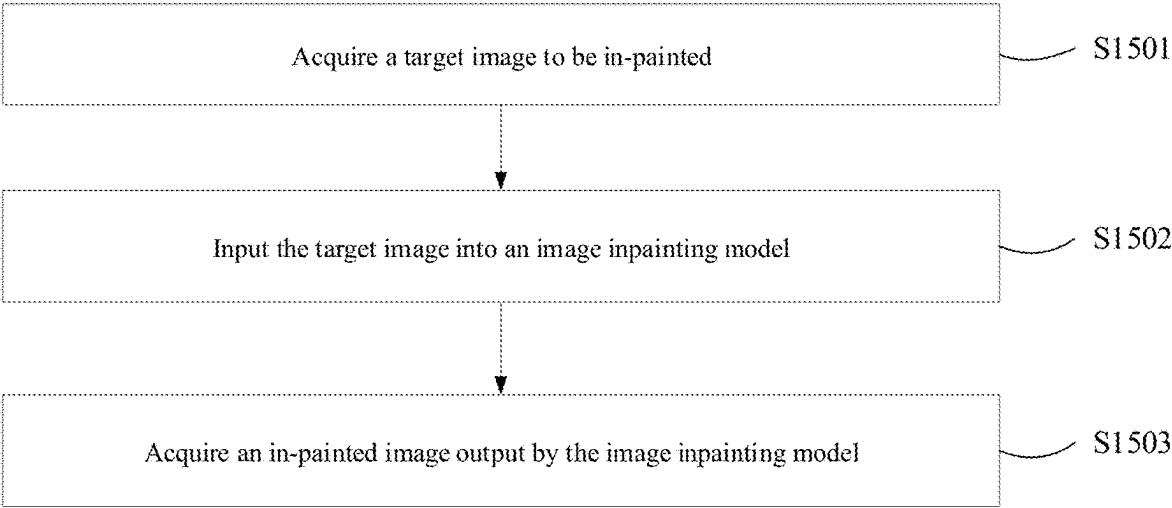 Acquire a target image to be in-painted
S1501
Input the target image into an image inpainting model
S1502
Acquire an in-painted image output by the image inpainting model
S1503